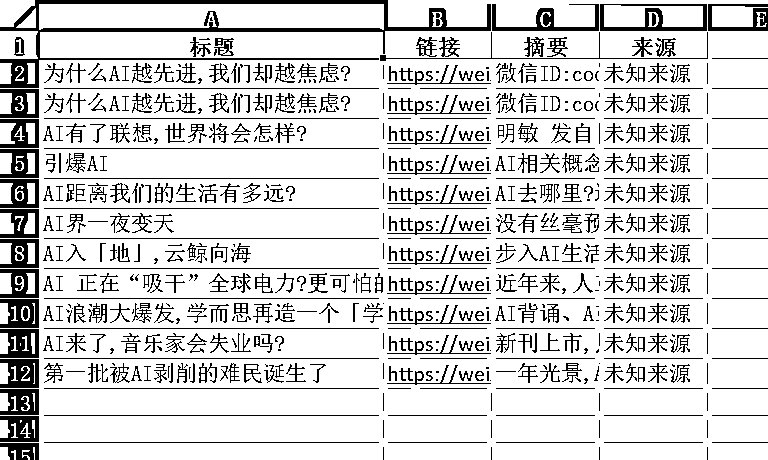 A B C D E
1 标题 链接 摘要 来源
2 为什么AI越先进,我们却越焦虑? https://wei 微信ID:coc 未知来源
3 为什么AI越先进,我们却越焦虑? https://wei 微信ID:coc 未知来源
4 AI有了联想,世界将会怎样? https://wei 明敏 发自 未知来源
5 引爆AI https://wei AI相关概念 未知来源
6 AI距离我们的生活有多远? https://wei AI去哪里? 未知来源
7 AI界一夜变天 https://wei 没有丝毫预 未知来源
8 AI入「地」,云鲸向海 https://wei 步入AI生活 未知来源
9 AI 正在“吸干”全球电力?更可怕的 https://wei 近年来,人 未知来源
10 AI浪潮大爆发,学而思再造一个「学 https://wei AI背诵、A 未知来源
11 AI来了,音乐家会失业吗? https://wei 新刊上市, 未知来源
12 第一批被AI剥削的难民诞生了 https://wei 一年光景, 未知来源
13
14
15